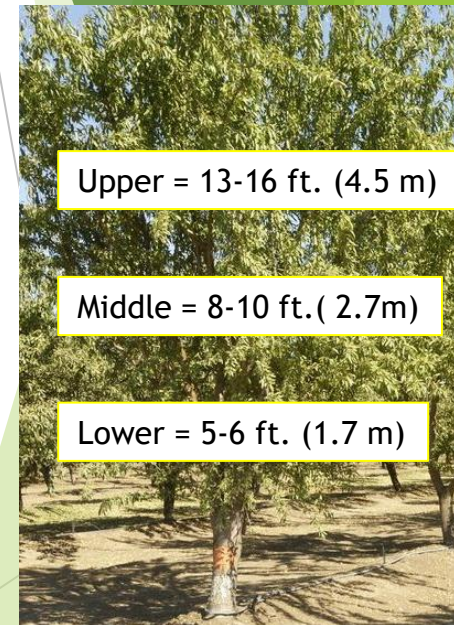 Upper = 13-16 ft. (4.5 m)
Middle = 8-10 ft.( 2.7m)
Lower = 5-6 ft. (1.7 m)